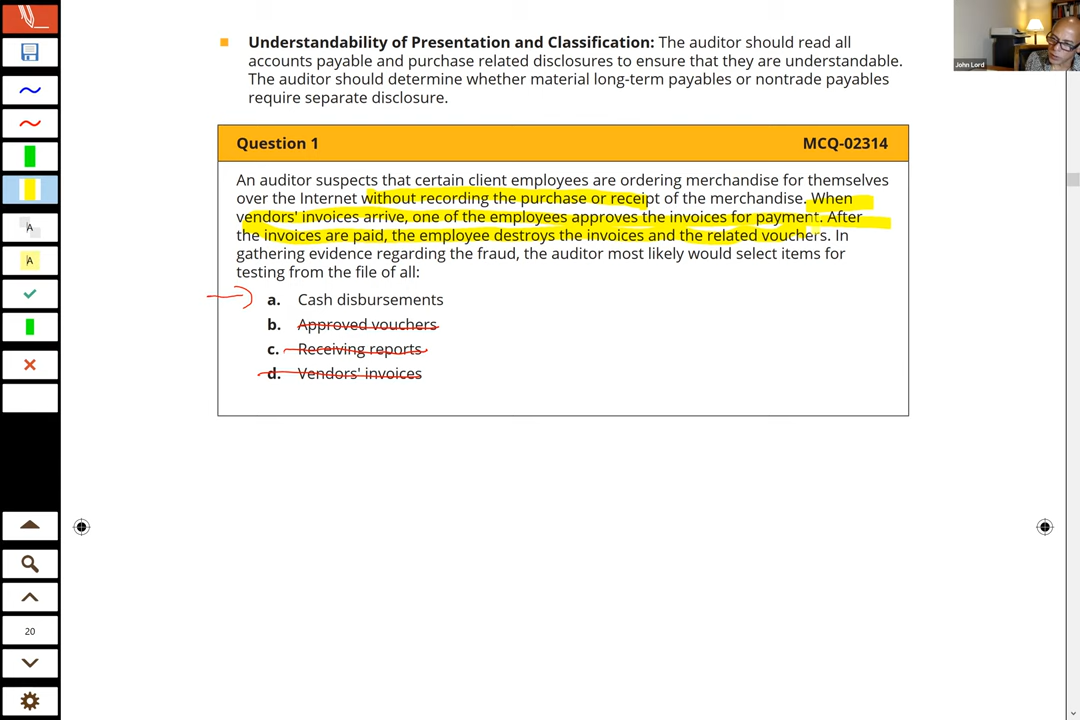 Understandability of Presentation and Classification: The auditor should read all
accounts payable and purchase related disclosures to ensure that they are understandable.
The auditor should determine whether material long-term payables or nontrade payables
require separate disclosure.
John Lord
Question 1 MCQ-02314
An auditor suspects that certain client employees are ordering merchandise for themselves
over the Internet without recording the purchase or receipt of the merchandise. When
vendors' invoices arrive, one of the employees approves the invoices for payment. After
the invoices are paid, the employee destroys the invoices and the related vouchers. In
gathering evidence regarding the fraud, the auditor most likely would select items for
testing from the file of all:
a. Cash disbursements
b. Approved vouchers
c. Receiving reports
d. Vendors' invoices
A
A
20